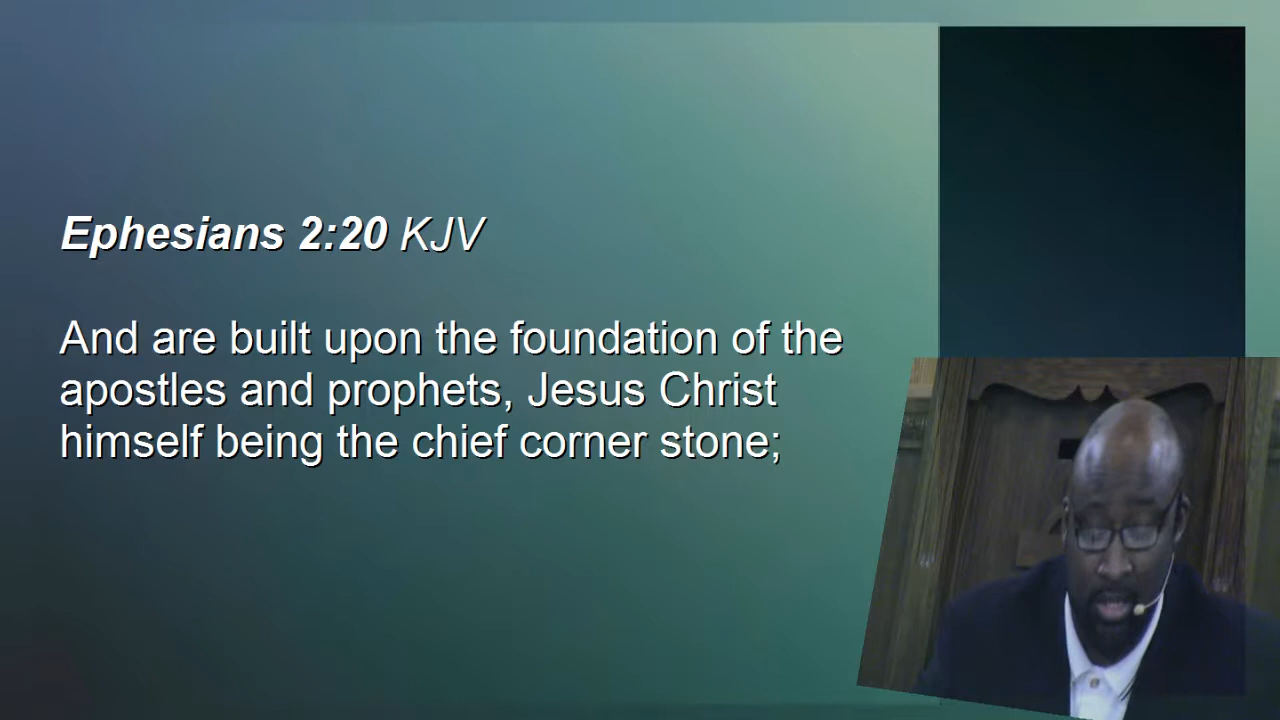 Ephesians 2:20 KJV
And are built upon the foundation of the
apostles and prophets, Jesus Christ
himself being the chief corner stone;